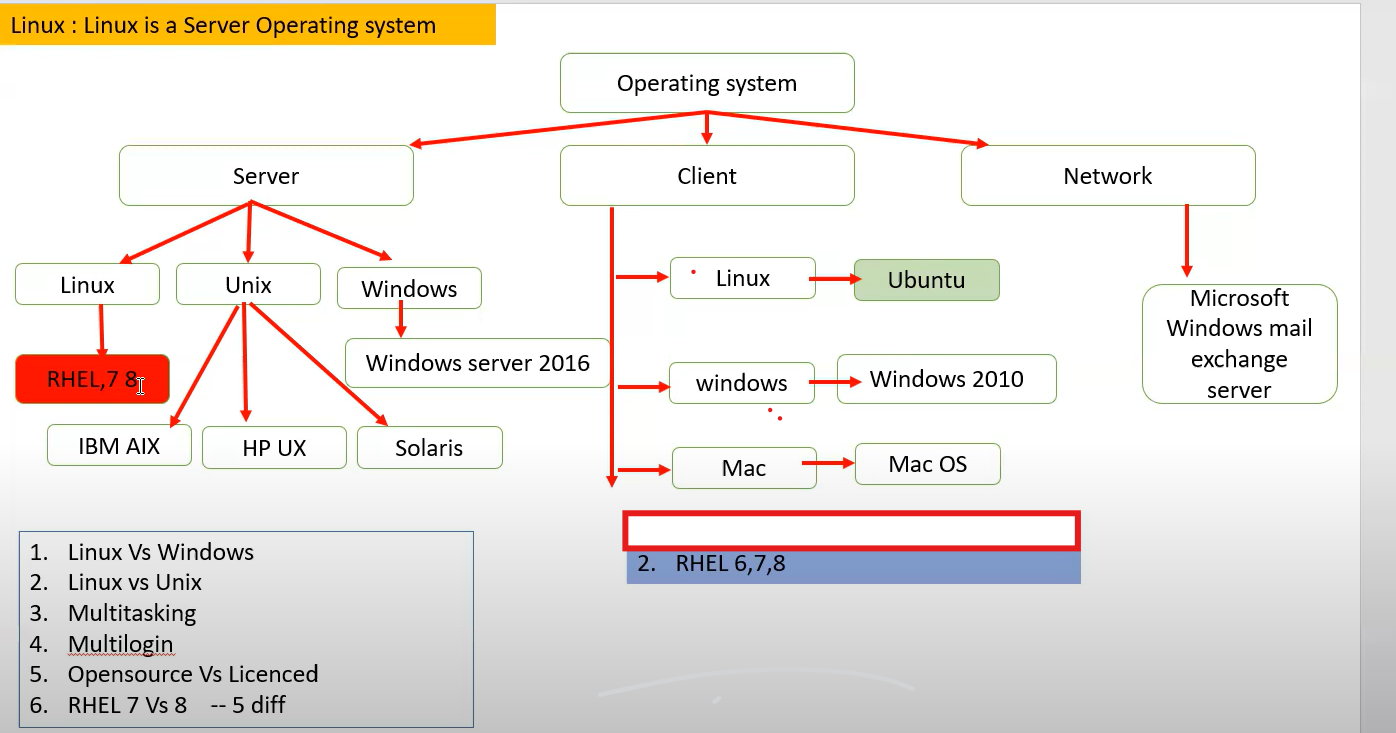 Linux : Linux is a Server Operating system
Operating system
Server
Client
Network
Linux
Unix
Windows
RHEL,7 8
Windows server 2016
IBM AIX
HP UX
Solaris
Linux
Ubuntu
windows
Windows 2010
Mac
Mac OS
Microsoft
Windows mail
exchange
server
2. RHEL 6,7,8
1. Linux Vs Windows
2. Linux vs Unix
3. Multitasking
4. Multilogin
5. Opensource Vs Licenced
6. RHEL 7 Vs 8 -- 5 diff